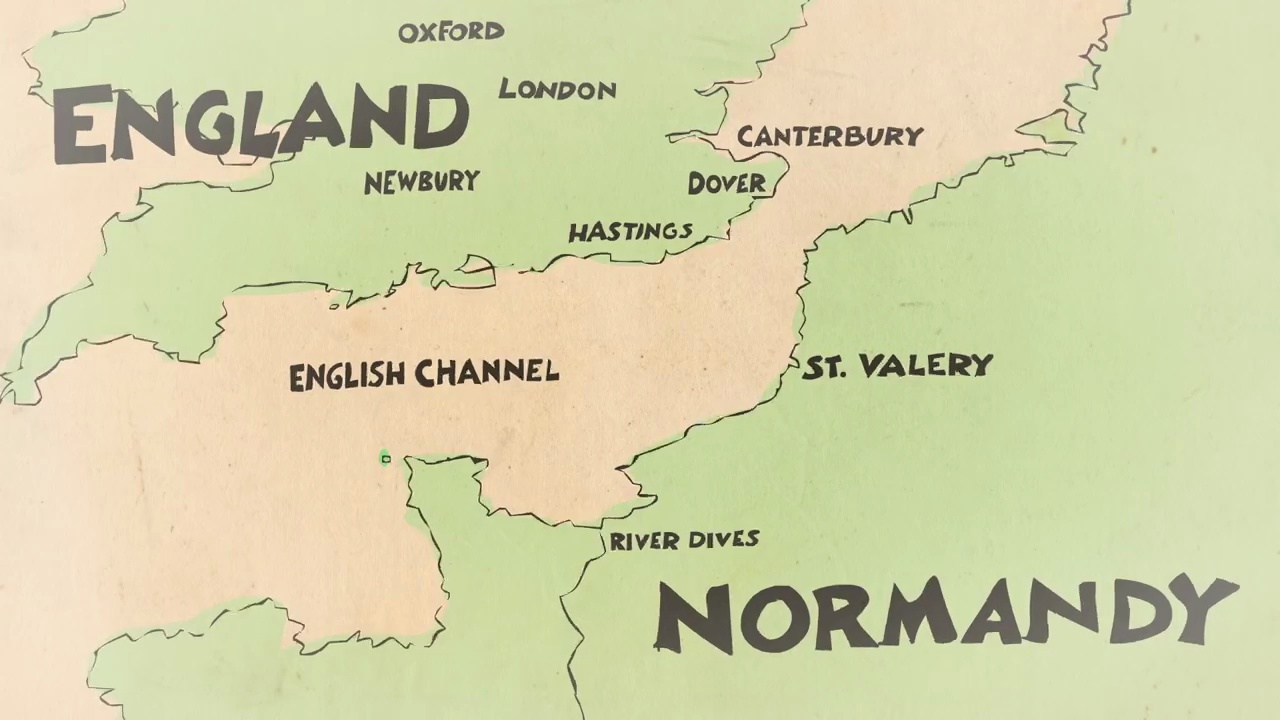 OXFORD
LONDON
ENGLAND
CANTERBURY
NEWBURY
DOVER
HASTINGS
ENGLISH CHANNEL
ST. VALERY
RIVER DIVES
NORMANDY